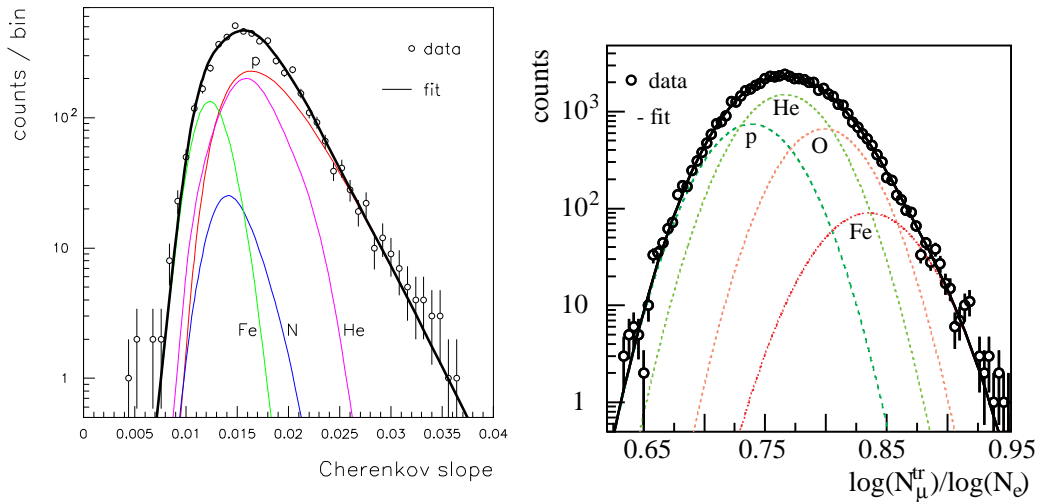 counts / bin
10²
10
1
0
0.005
0.01
0.015
0.02
0.025
0.03
0.035
0.04
Cherenkov slope
data
fit
p
Fe
N
He
counts
10³
10²
10
1
0.65
0.75
0.85
0.95
log(N_μ^tr)/log(N_e)
data
- fit
He
p
O
Fe